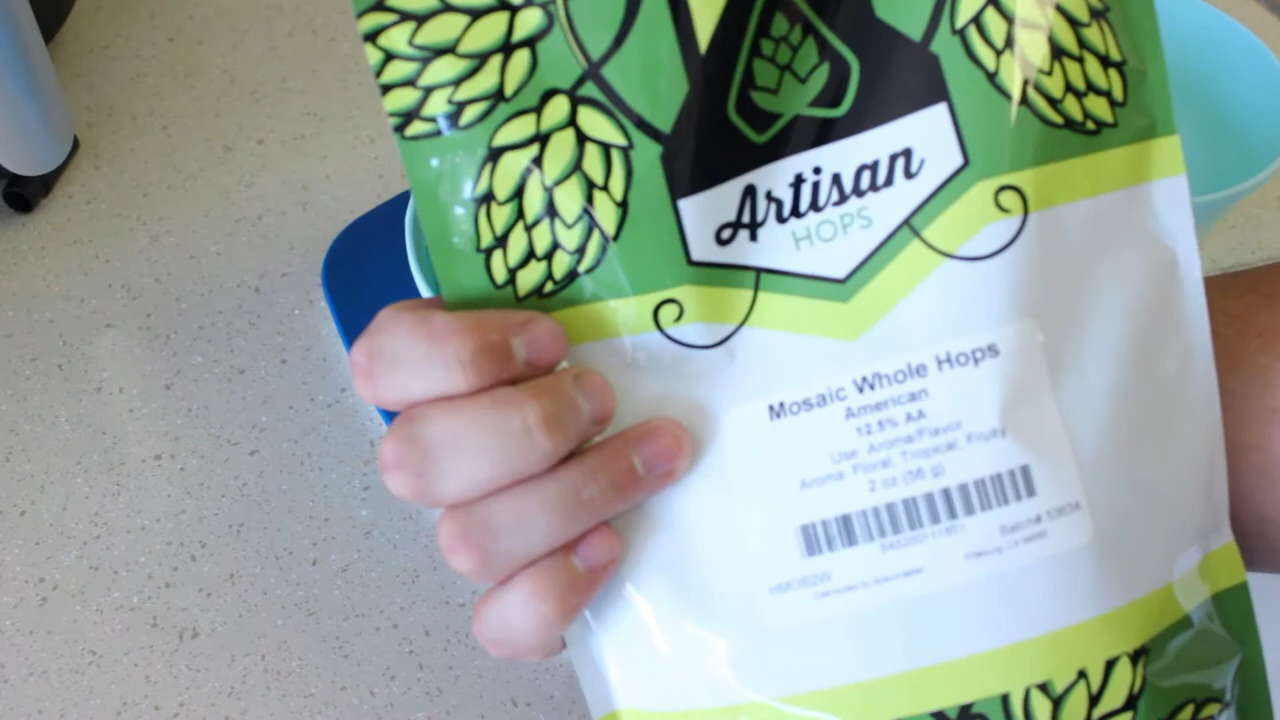 Artisan
HOPS
Mosaic Whole Hops
American
12.5% AA
Use: Aroma/Flavor
Aroma: Floral, Tropical, Fruity
2 oz (56 g)
Batch#